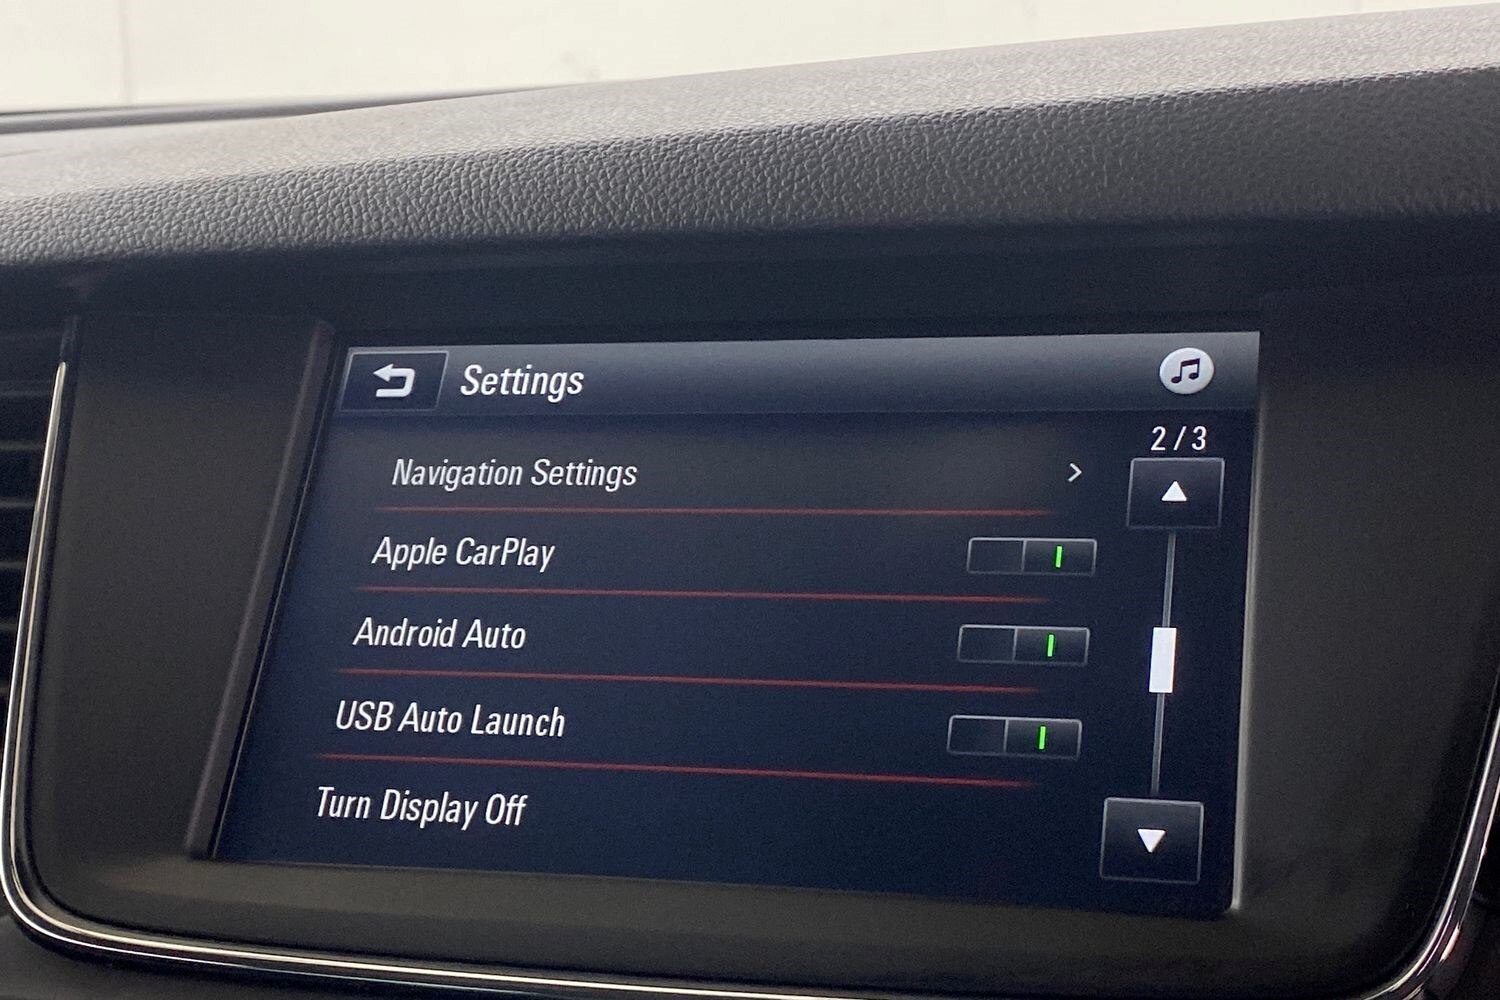 Settings
2/3
Navigation Settings
Apple CarPlay
Android Auto
USB Auto Launch
Turn Display Off